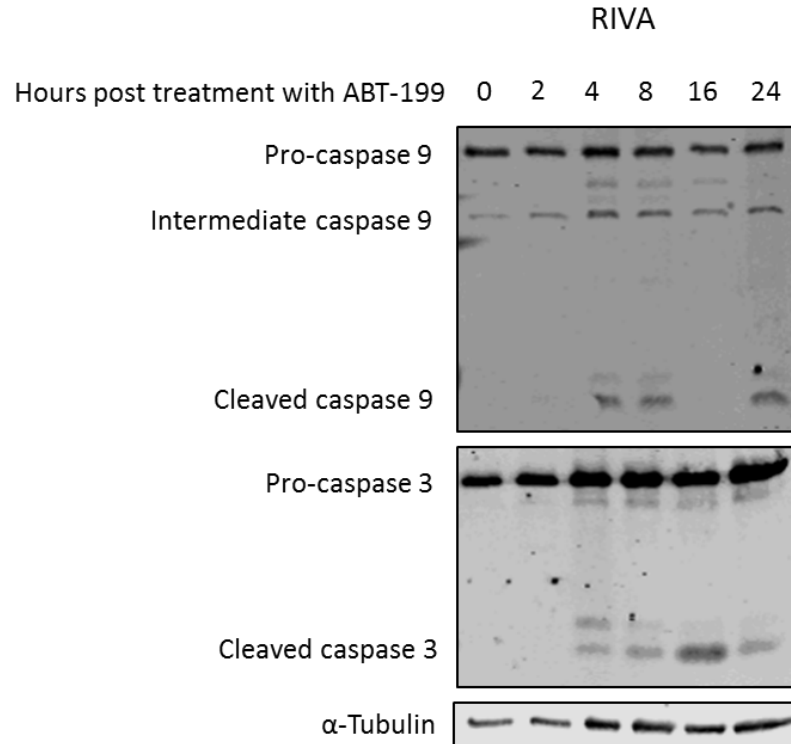 RIVA
Hours post treatment with ABT-199 0 2 4 8 16 24
Pro-caspase 9
Intermediate caspase 9
Cleaved caspase 9
Pro-caspase 3
Cleaved caspase 3
α-Tubulin